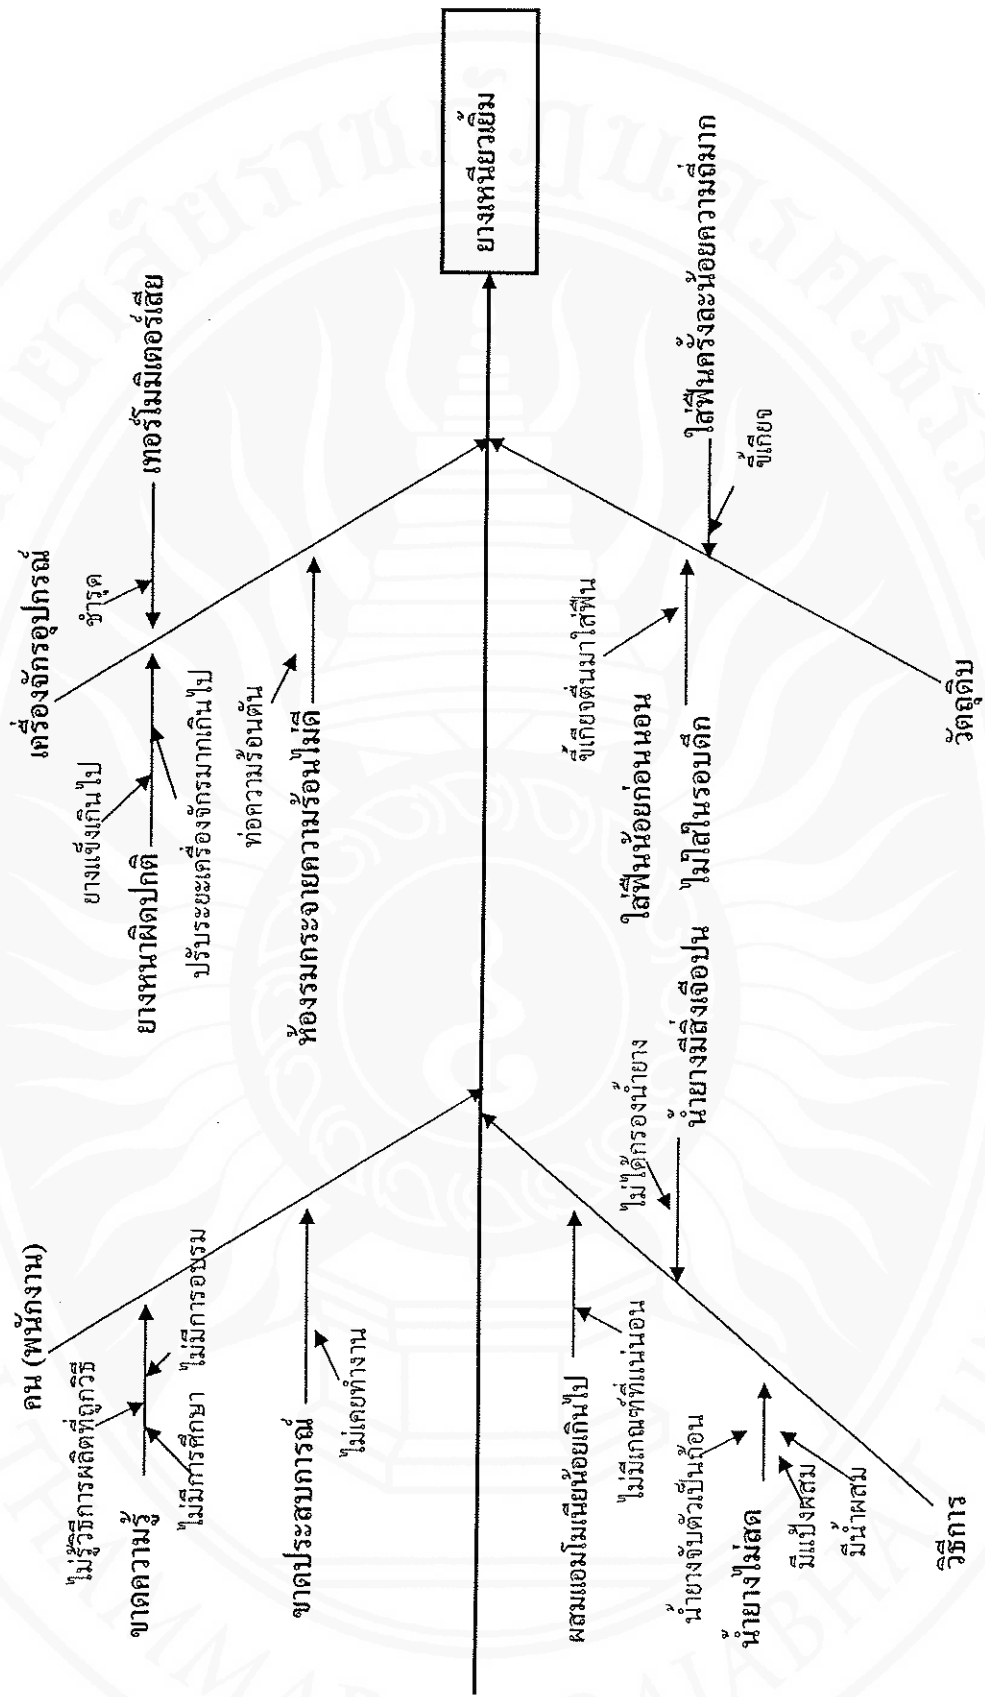 คน (พนักงาน)
ไม่รู้วิธีการผลิตที่ถูกวิธี
ขาดความรู้
ไม่มีการศึกษา
ไม่มีการอบรม
ขาดประสบการณ์
ไม่เคยทำงาน
เครื่องจักรอุปกรณ์
ยางแข็งเกินไป
ชำรุด
ยางหนาผิดปกติ
เทอร์โมมิเตอร์เสีย
ปรับระยะเครื่องจักรมากเกินไป
ท่อความร้อนตัน
ห้องรมกระจายความร้อนไม่ดี
ยางเหนียวเยิ้ม
ผสมแอมโมเนียน้อยเกินไป
ไม่มีเกณฑ์ที่แน่นอน
ไม่ได้กรองน้ำยาง
น้ำยางมีสิ่งเจือปน
น้ำยางจับตัวเป็นก้อน
น้ำยางไม่สด
มีแป้งผสม
มีน้ำผสม
วิธีการ
ขี้เกียจตื่นมาใส่ฟืน
ใส่ฟืนน้อยก่อนนอน
ไม่ใส่ในรอบดึก
ใส่ฟืนครั้งละน้อยความถี่มาก
ขี้เกียจ
วัตถุดิบ